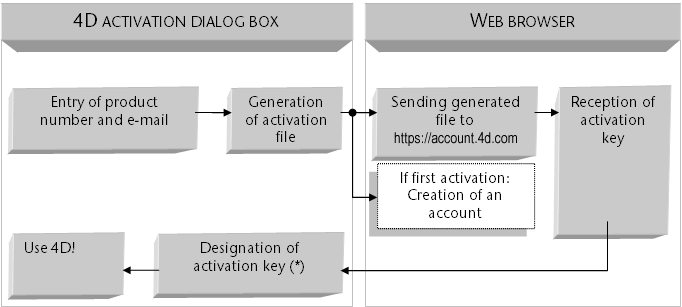 4D ACTIVATION DIALOG BOX
WEB BROWSER
Entry of product
number and e-mail
Generation
of activation
file
Sending generated
file to
https://account.4d.com
Reception of
activation
key
If first activation:
Creation of an
account
Use 4D!
Designation of
activation key (*)